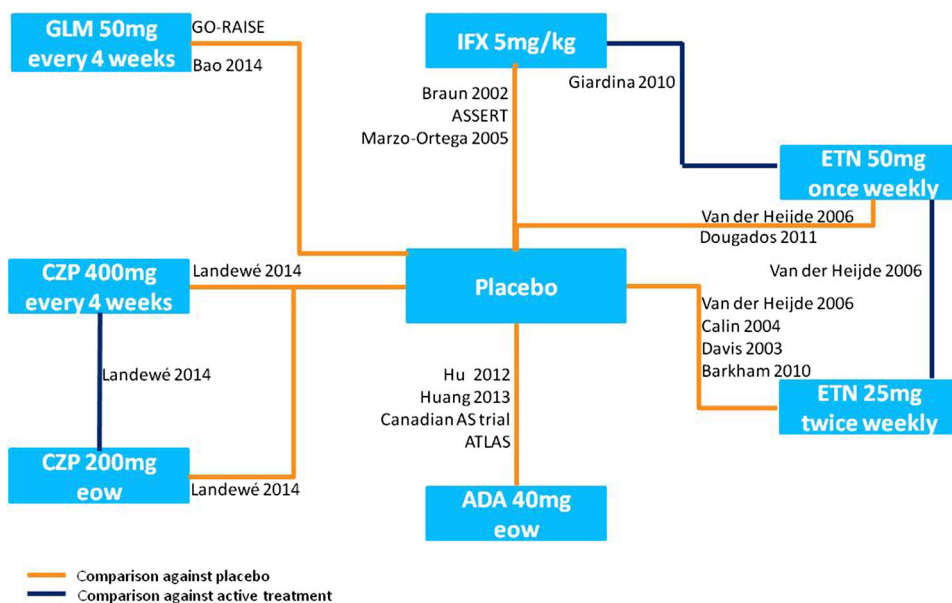 GLM 50mg
every 4 weeks
GO-RAISE
Bao 2014
IFX 5mg/kg
Giardina 2010
Braun 2002
ASSERT
Marzo-Ortega 2005
ETN 50mg
once weekly
Van der Heijde 2006
Dougados 2011
Van der Heijde 2006
CZP 400mg
every 4 weeks
Landewé 2014
Placebo
Van der Heijde 2006
Calin 2004
Davis 2003
Barkham 2010
Landewé 2014
Hu 2012
Huang 2013
Canadian AS trial
ATLAS
ETN 25mg
twice weekly
CZP 200mg
eow
Landewé 2014
ADA 40mg
eow
Comparison against placebo
Comparison against active treatment